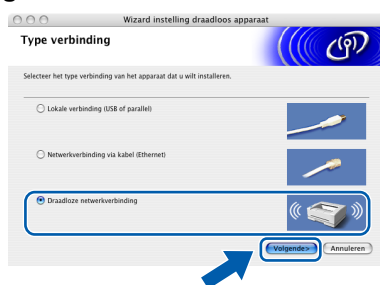 Wizard instelling draadloos apparaat
Type verbinding
Selecteer het type verbinding van het apparaat dat u wilt installeren.
Lokale verbinding (USB of parallel)
Netwerkverbinding via kabel (Ethernet)
Draadloze netwerkverbinding
Volgende>
Annuleren